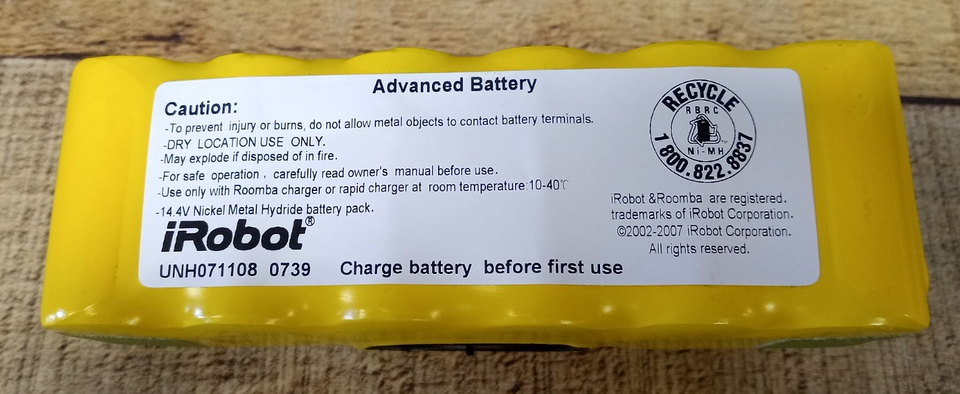 Advanced Battery
Caution:
-To prevent injury or burns, do not allow metal objects to contact battery terminals.
-DRY LOCATION USE ONLY.
-May explode if disposed of in fire.
-For safe operation , carefully read owner's manual before use.
-Use only with Roomba charger or rapid charger at room temperature 10-40℃
-14.4V Nickel Metal Hydride battery pack.
iRobot®
UNH071108 0739
Charge battery before first use
RECYCLE
RBRC
Ni-MH
1.800.822.8837
iRobot &Roomba are registered.
trademarks of iRobot Corporation.
©2002-2007 iRobot Corporation.
All rights reserved.